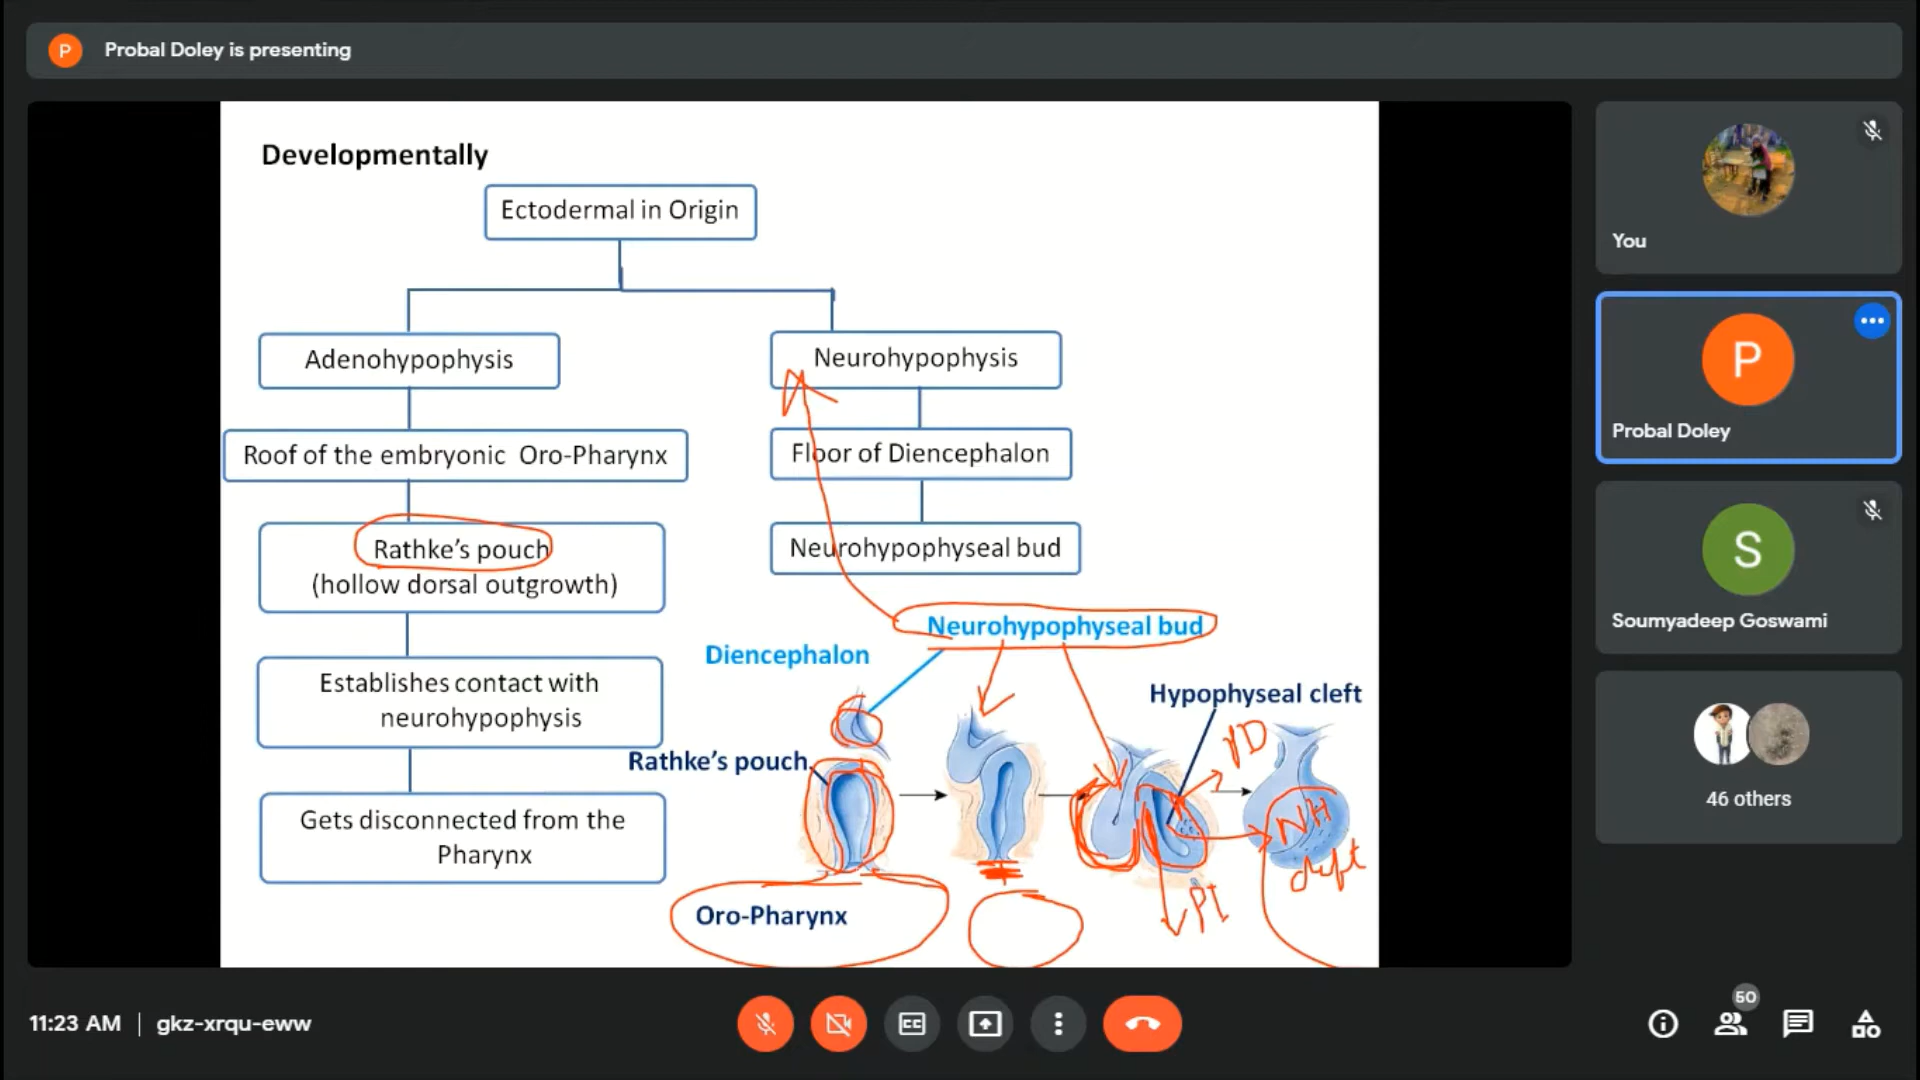 P
Probal Doley is presenting
Developmentally
Ectodermal in Origin
Adenohypophysis
Neurohypophysis
Roof of the embryonic Oro-Pharynx
Floor of Diencephalon
Rathke's pouch
(hollow dorsal outgrowth)
Neurohypophyseal bud
Establishes contact with
neurohypophysis
Gets disconnected from the
Pharynx
Neurohypophyseal bud
Diencephalon
Hypophyseal cleft
Rathke's pouch
Oro-Pharynx
PD
NH
cleft
PI
You
P
Probal Doley
S
Soumyadeep Goswami
46 others
11:23 AM | gkz-xrqu-eww
CC
50